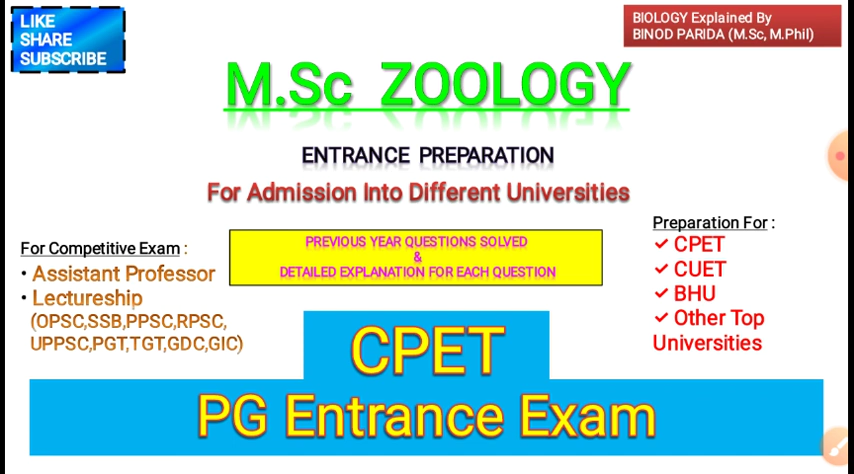 LIKE
SHARE
SUBSCRIBE
BIOLOGY Explained By
BINOD PARIDA (M.Sc, M.Phil)
M.Sc ZOOLOGY
ENTRANCE PREPARATION
For Admission Into Different Universities
For Competitive Exam :
• Assistant Professor
• Lectureship
(OPSC,SSB,PPSC,RPSC,
UPPSC,PGT,TGT,GDC,GIC)
PREVIOUS YEAR QUESTIONS SOLVED
&
DETAILED EXPLANATION FOR EACH QUESTION
Preparation For :
✓ CPET
✓ CUET
✓ BHU
✓ Other Top
Universities
CPET
PG Entrance Exam